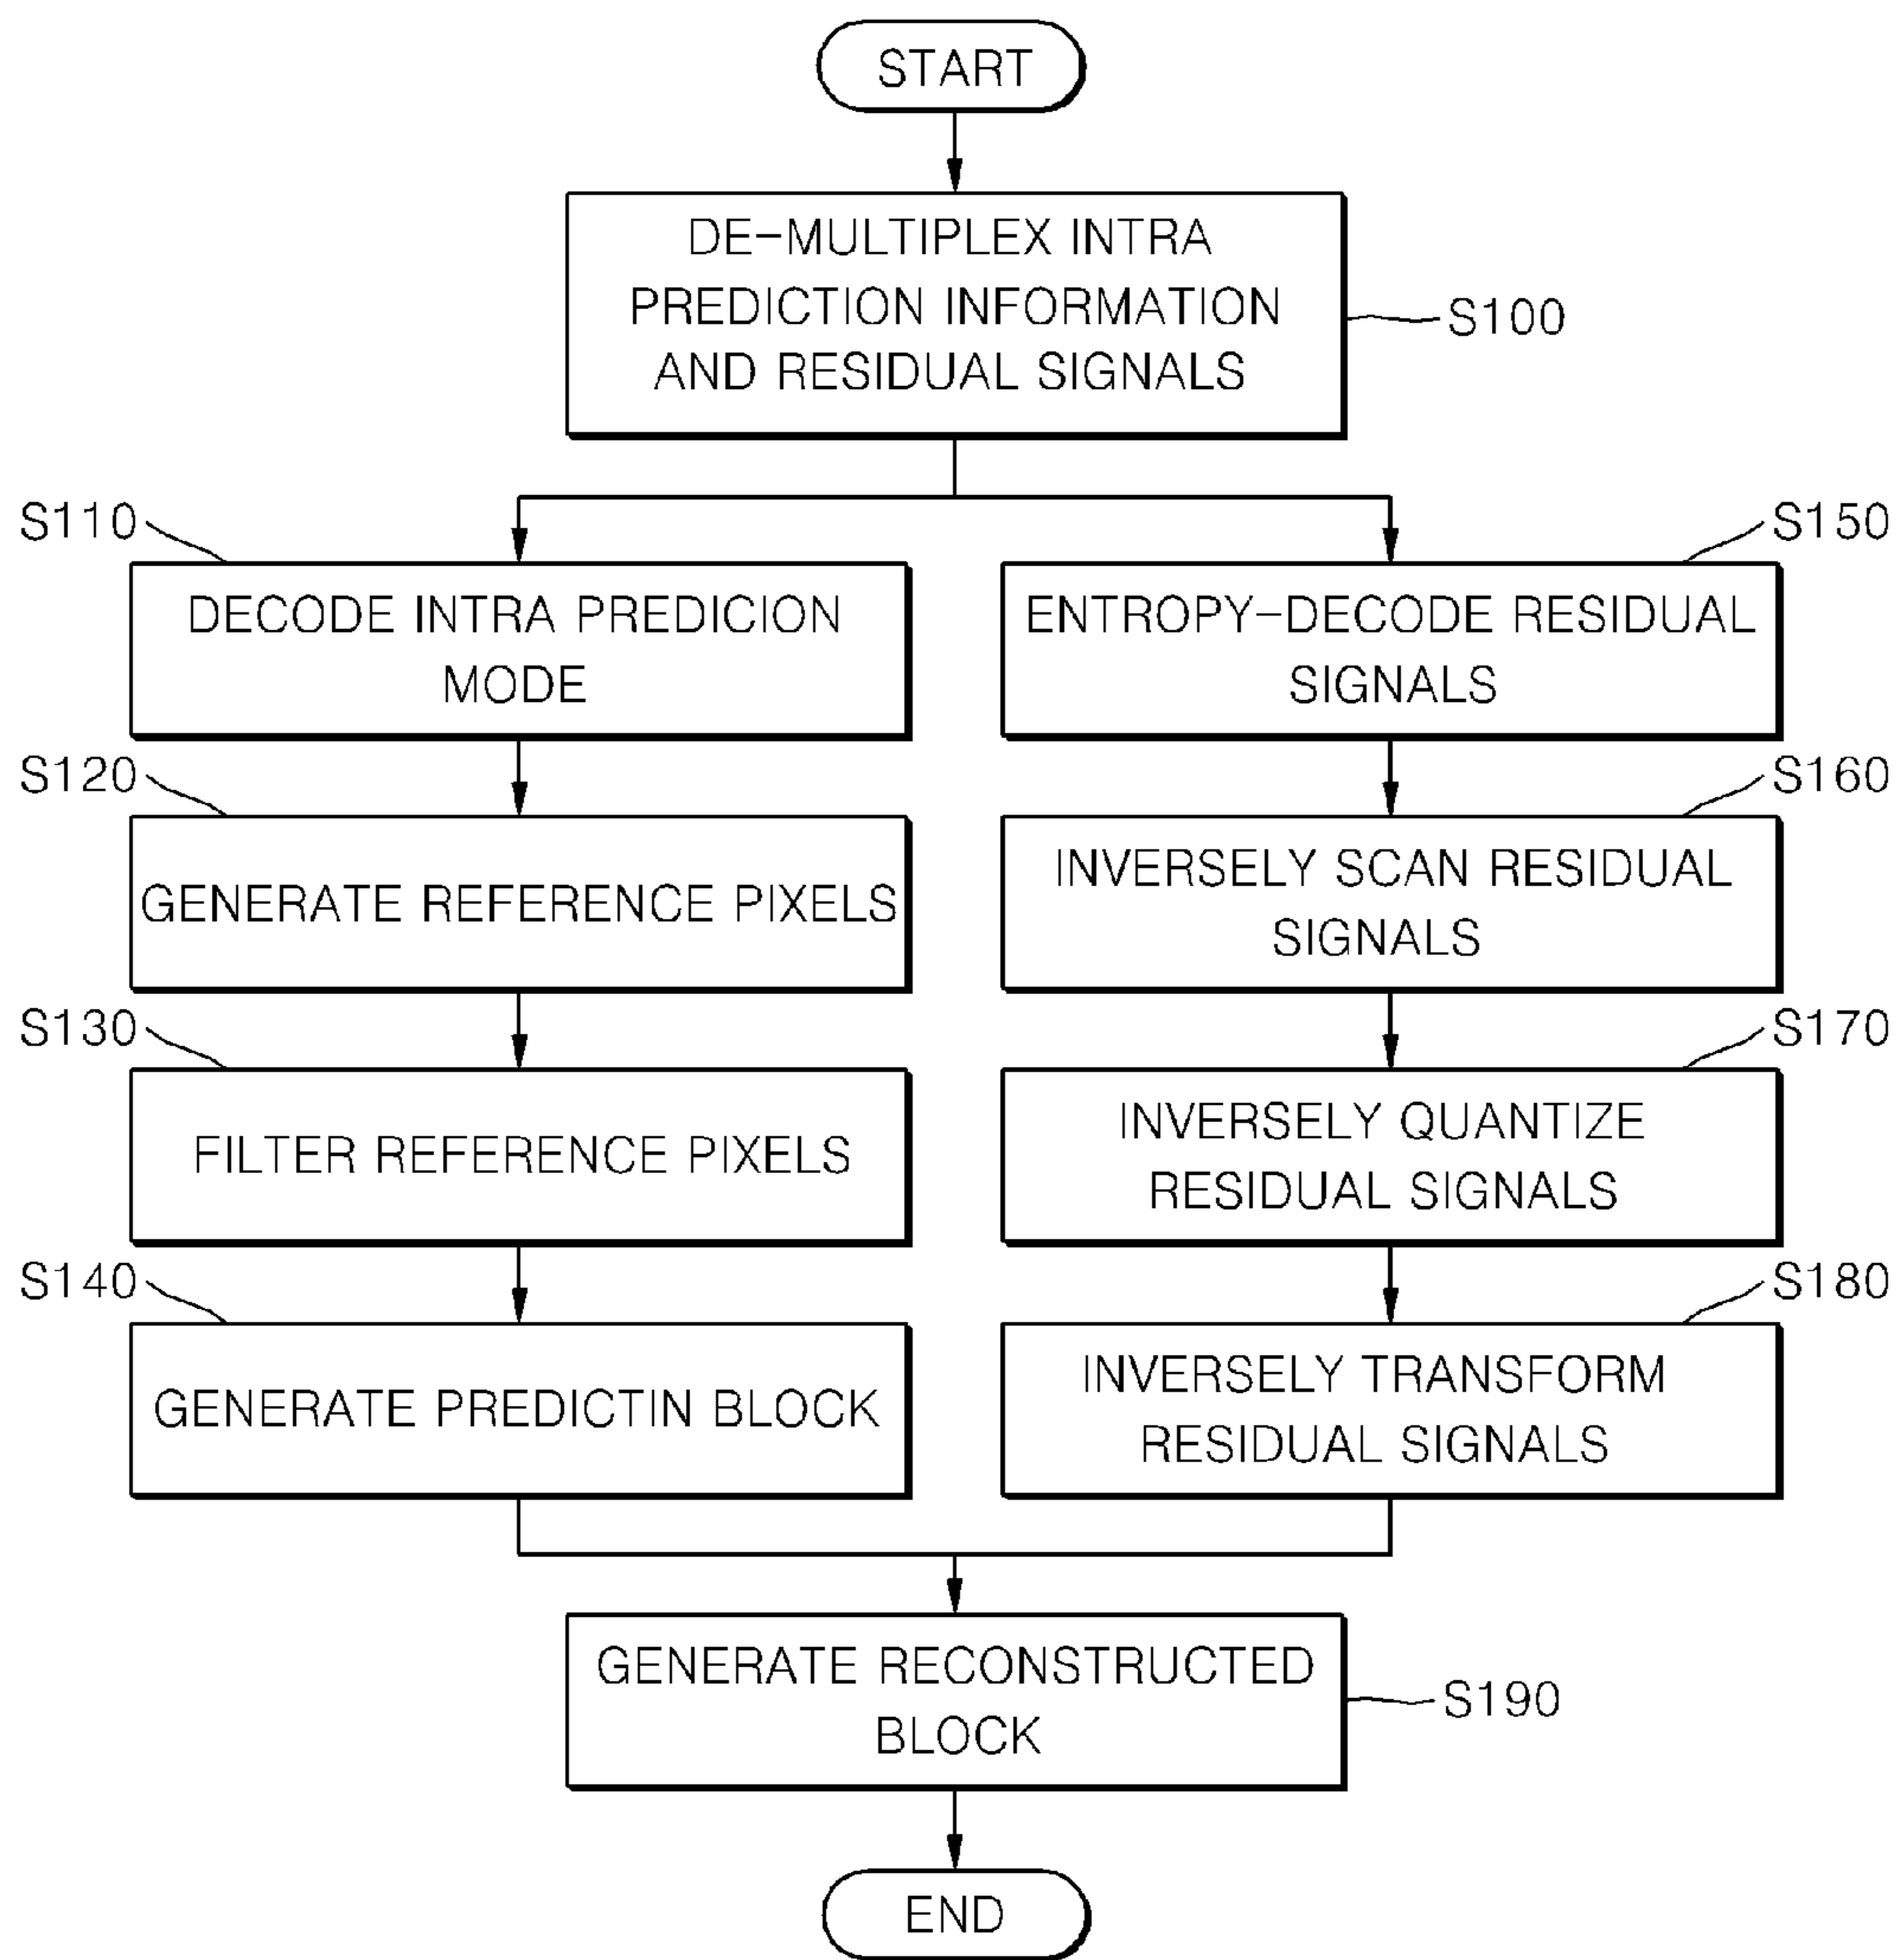 START
DE-MULTIPLEX INTRA
PREDICTION INFORMATION
AND RESIDUAL SIGNALS
S100
S110
DECODE INTRA PREDICION
MODE
S120
GENERATE REFERENCE PIXELS
S130
FILTER REFERENCE PIXELS
S140
GENERATE PREDICTIN BLOCK
S150
ENTROPY-DECODE RESIDUAL
SIGNALS
S160
INVERSELY SCAN RESIDUAL
SIGNALS
S170
INVERSELY QUANTIZE
RESIDUAL SIGNALS
S180
INVERSELY TRANSFORM
RESIDUAL SIGNALS
GENERATE RECONSTRUCTED
BLOCK
S190
END